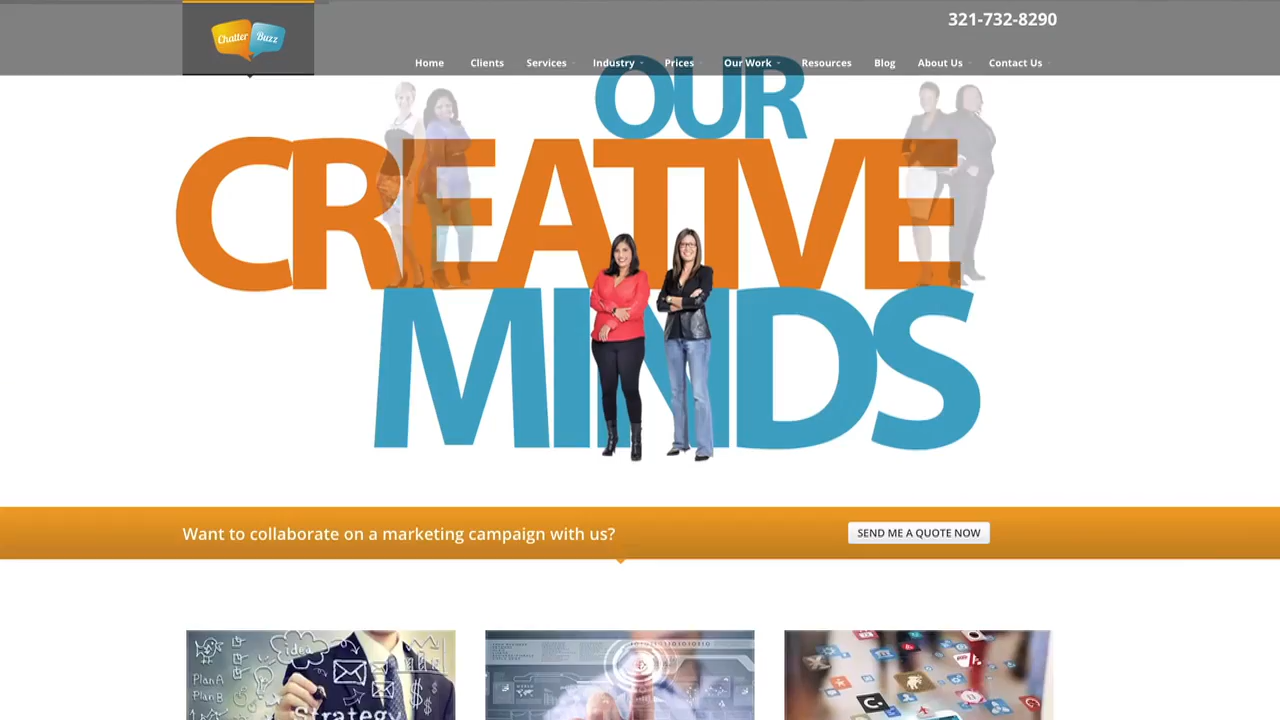 321-732-8290
Chatter Buzz
Home Clients Services Industry Prices Our Work Resources Blog About Us Contact Us
OUR
CREATIVE
MINDS
Want to collaborate on a marketing campaign with us?
SEND ME A QUOTE NOW
idea
Plan A
Plan B
Strategy